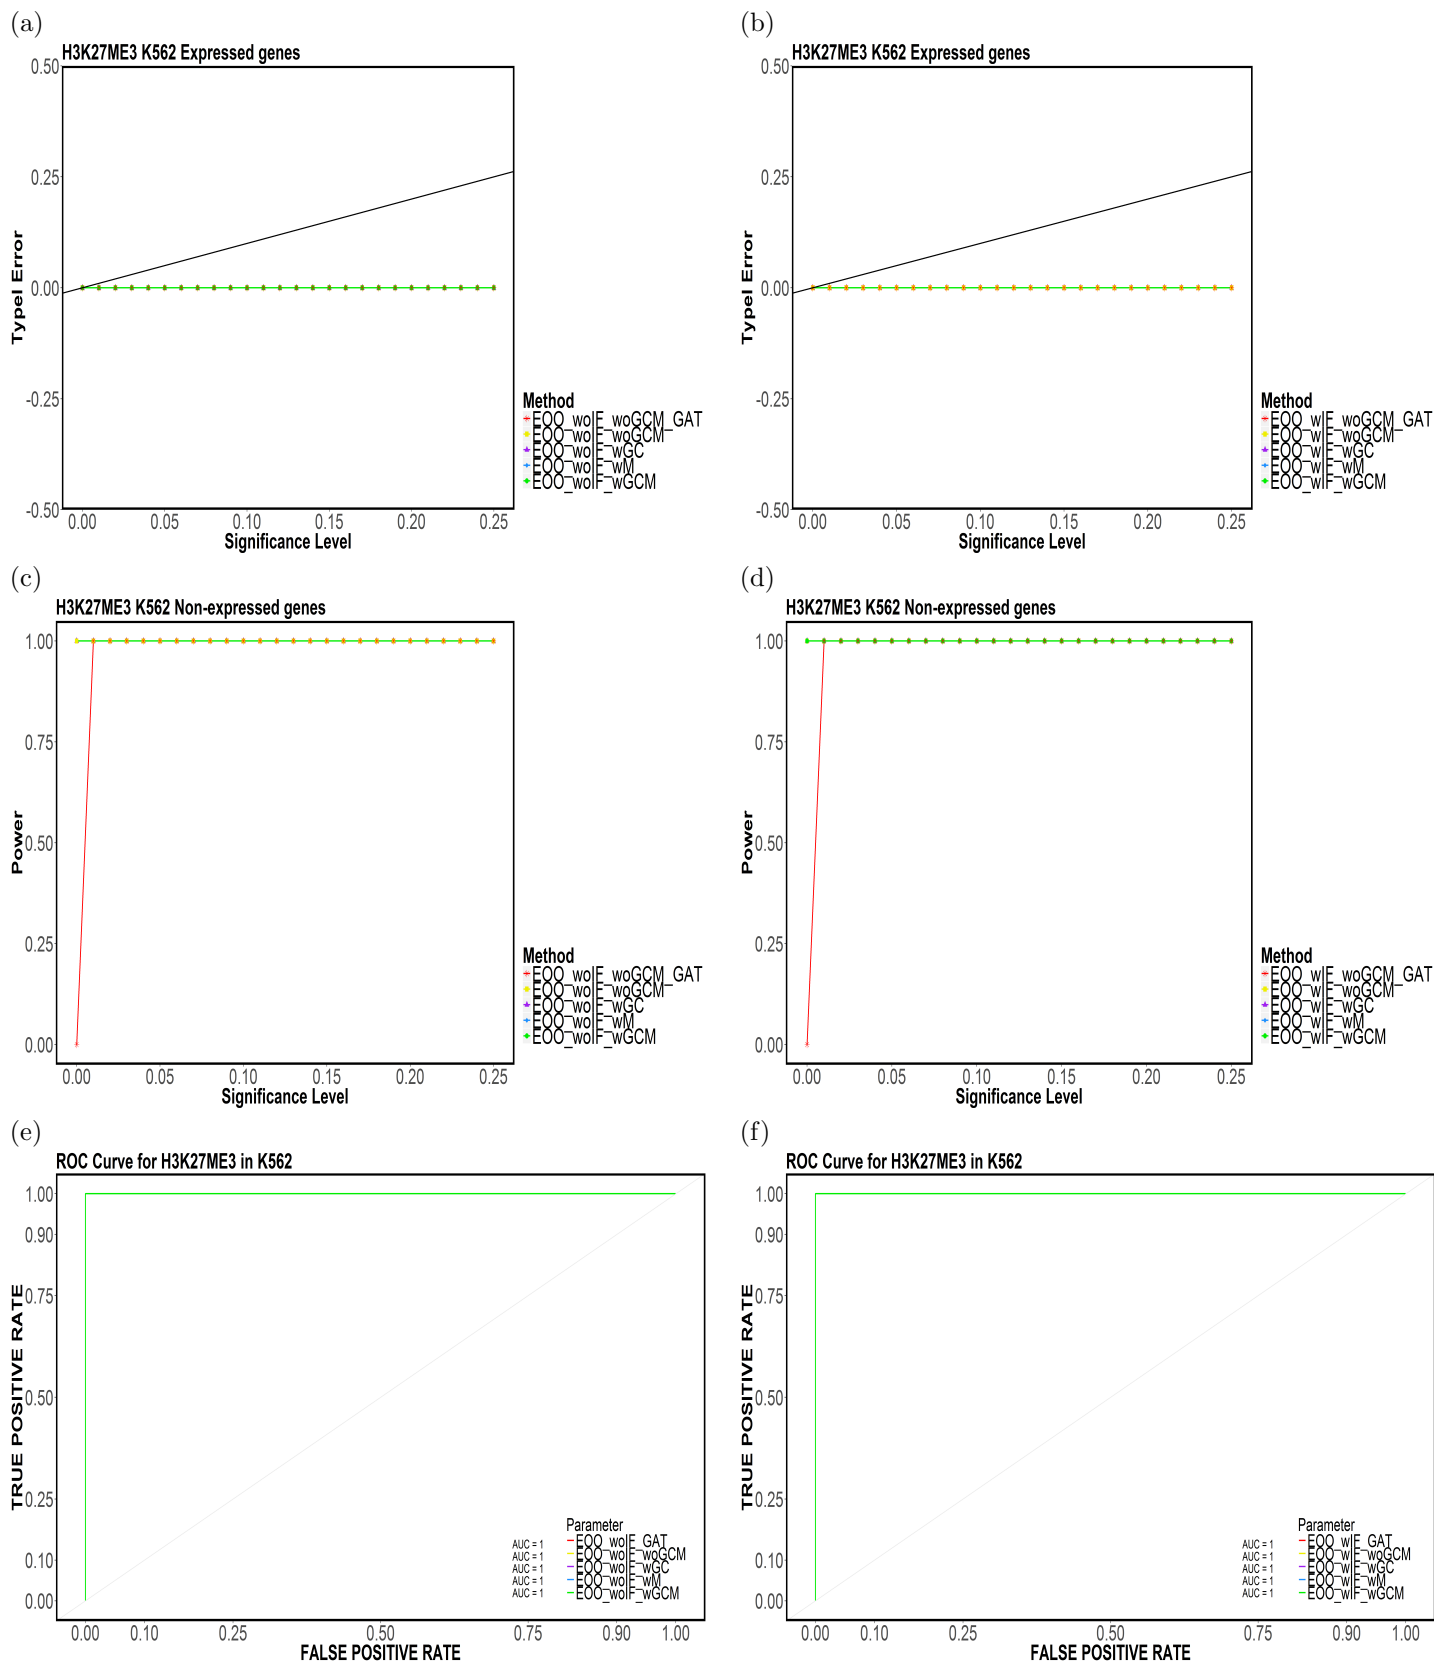 (a)
H3K27ME3 K562 Expressed genes
0.50
0.25
0.00
-0.25
-0.50
TypeI Error
0.00 0.05 0.10 0.15 0.20 0.25
Significance Level
Method
EOO_woIF_woGCM_GAT
EOO_woIF_woGCM
EOO_woIF_wGC
EOO_woIF_wM
EOO_woIF_wGCM
(b)
H3K27ME3 K562 Expressed genes
0.50
0.25
0.00
-0.25
-0.50
TypeI Error
0.00 0.05 0.10 0.15 0.20 0.25
Significance Level
Method
EOO_wIF_woGCM_GAT
EOO_wIF_woGCM
EOO_wIF_wGC
EOO_wIF_wM
EOO_wIF_wGCM
(c)
H3K27ME3 K562 Non-expressed genes
1.00
0.75
0.50
0.25
0.00
Power
0.00 0.05 0.10 0.15 0.20 0.25
Significance Level
Method
EOO_woIF_woGCM_GAT
EOO_woIF_woGCM
EOO_woIF_wGC
EOO_woIF_wM
EOO_woIF_wGCM
(d)
H3K27ME3 K562 Non-expressed genes
1.00
0.75
0.50
0.25
0.00
Power
0.00 0.05 0.10 0.15 0.20 0.25
Significance Level
Method
EOO_wIF_woGCM_GAT
EOO_wIF_woGCM
EOO_wIF_wGC
EOO_wIF_wM
EOO_wIF_wGCM
(e)
ROC Curve for H3K27ME3 in K562
1.00
0.90
0.75
0.50
0.25
0.10
0.00
TRUE POSITIVE RATE
0.00 0.10 0.25 0.50 0.75 0.90 1.00
FALSE POSITIVE RATE
Parameter
AUC = 1 EOO_woIF_GAT
AUC = 1 EOO_woIF_woGCM
AUC = 1 EOO_woIF_wGC
AUC = 1 EOO_woIF_wM
AUC = 1 EOO_woIF_wGCM
(f)
ROC Curve for H3K27ME3 in K562
1.00
0.90
0.75
0.50
0.25
0.10
0.00
TRUE POSITIVE RATE
0.00 0.10 0.25 0.50 0.75 0.90 1.00
FALSE POSITIVE RATE
Parameter
AUC = 1 EOO_wIF_GAT
AUC = 1 EOO_wIF_woGCM
AUC = 1 EOO_wIF_wGC
AUC = 1 EOO_wIF_wM
AUC = 1 EOO_wIF_wGCM